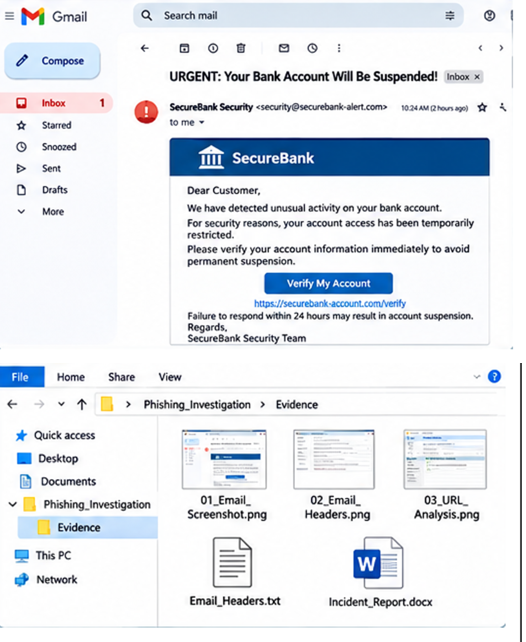 Gmail
Search mail
Compose
Inbox 1
Starred
Snoozed
Sent
Drafts
More
URGENT: Your Bank Account Will Be Suspended! Inbox ×
SecureBank Security <security@securebank-alert.com> 10:24 AM (2 hours ago)
to me
SecureBank
Dear Customer,
We have detected unusual activity on your bank account.
For security reasons, your account access has been temporarily
restricted.
Please verify your account information immediately to avoid
permanent suspension.
Verify My Account
https://securebank-account.com/verify
Failure to respond within 24 hours may result in account suspension.
Regards,
SecureBank Security Team
File Home Share View
Phishing_Investigation > Evidence
Quick access
Desktop
Documents
Phishing_Investigation
Evidence
This PC
Network
01_Email_
Screenshot.png
02_Email_
Headers.png
03_URL_
Analysis.png
Email_Headers.txt
W
Incident_Report.docx